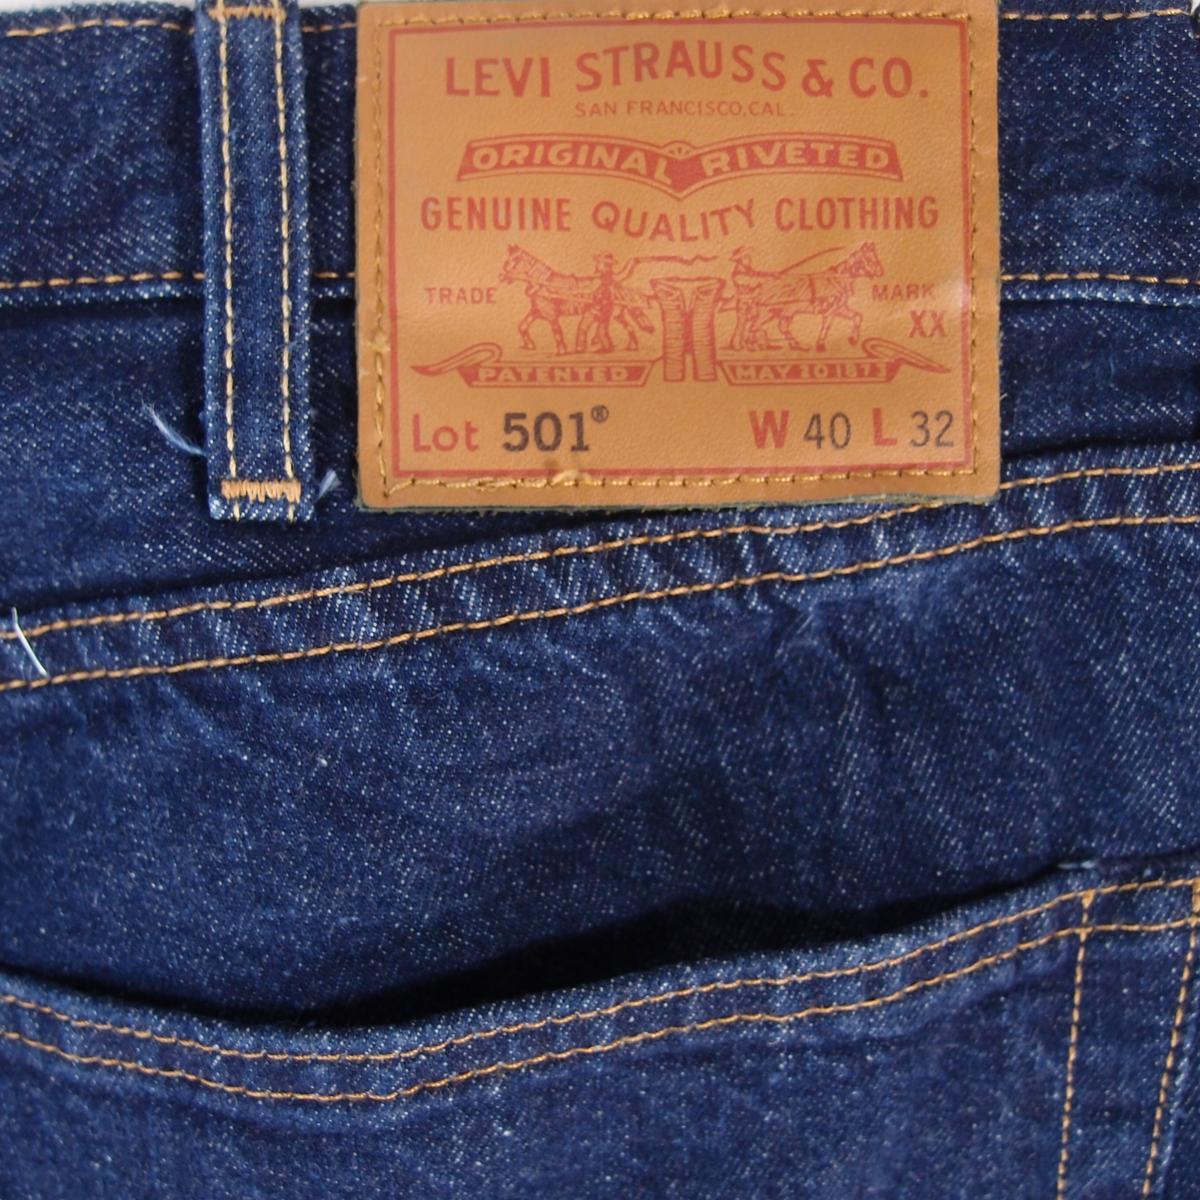 LEVI STRAUSS & CO.
SAN FRANCISCO, CAL.
ORIGINAL RIVETED
GENUINE QUALITY CLOTHING
TRADE MARK
XX
PATENTED MAY 20 1873
Lot 501® W 40 L 32